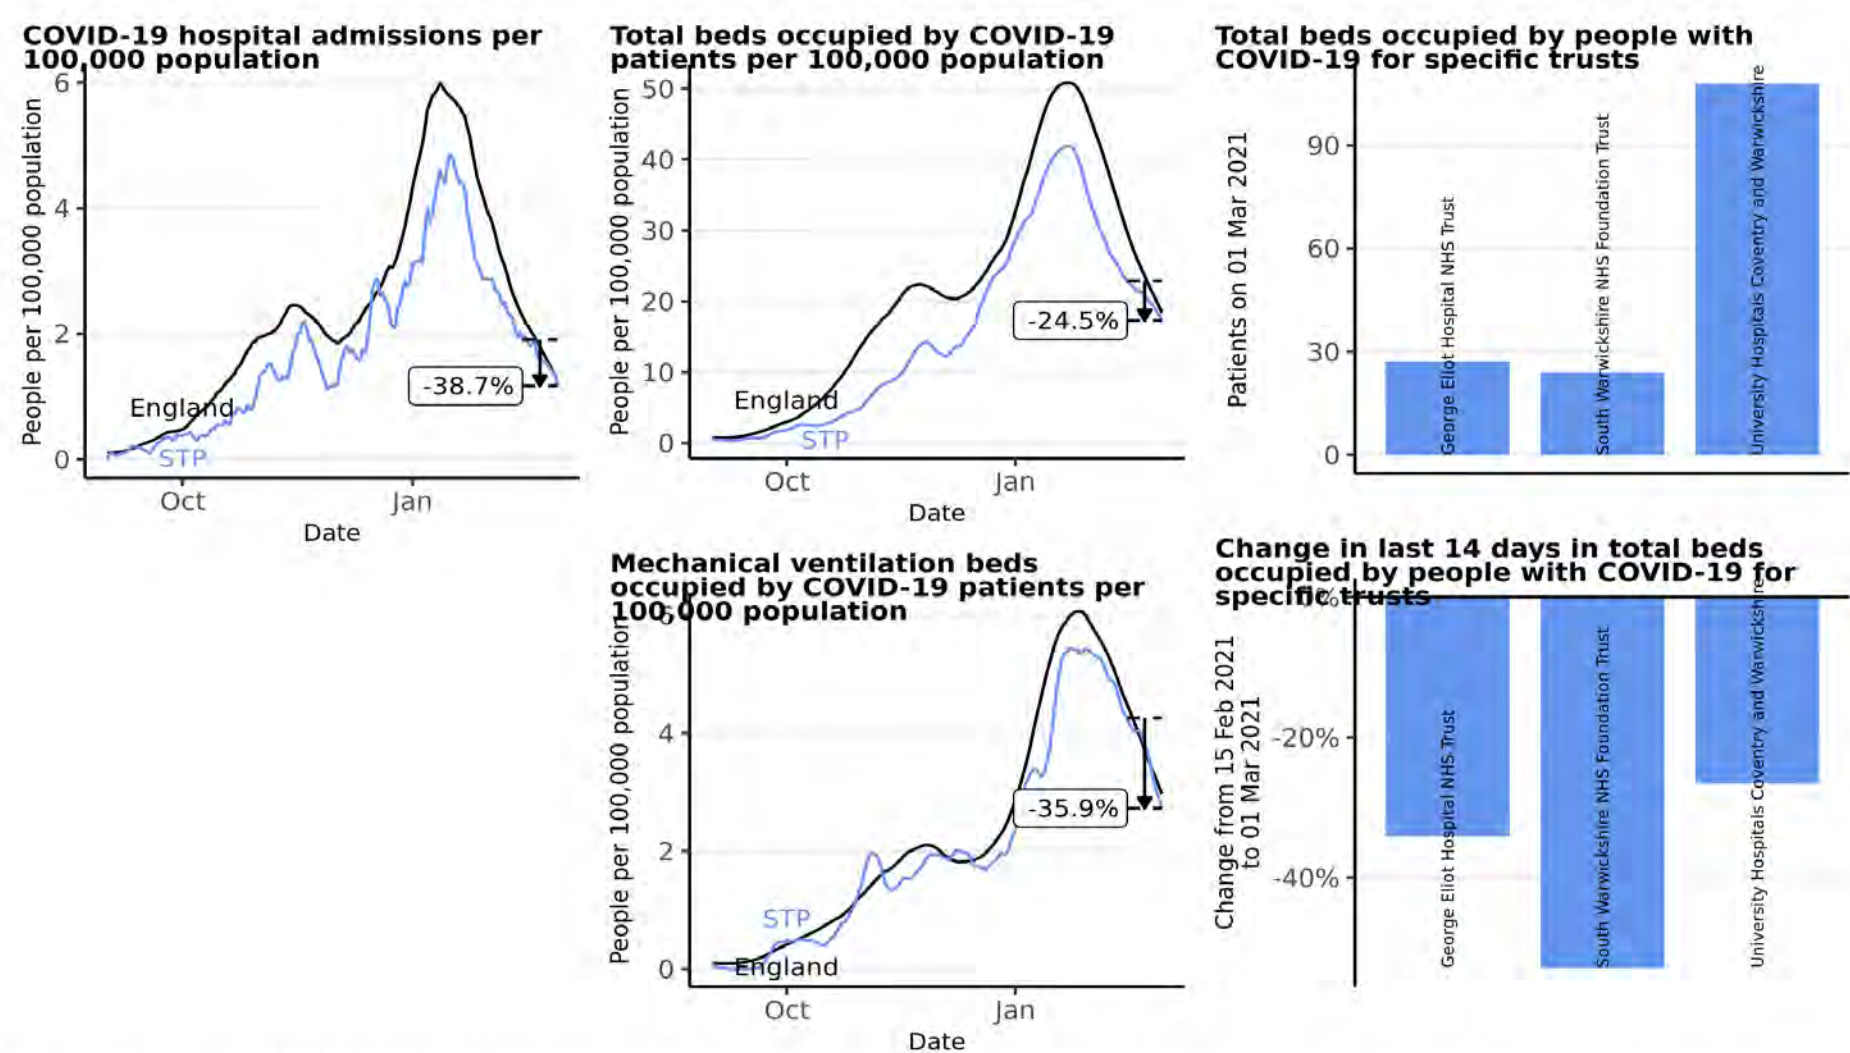 COVID-19 hospital admissions per
100,000 population
People per 100,000 population
6
4
2
0
England
STP
-38.7%
Oct
Jan
Date
Total beds occupied by COVID-19
patients per 100,000 population
People per 100,000 population
50
40
30
20
10
0
England
STP
-24.5%
Oct
Jan
Date
Total beds occupied by people with
COVID-19 for specific trusts
Patients on 01 Mar 2021
90
60
30
0
George Eliot Hospital NHS Trust
South Warwickshire NHS Foundation Trust
University Hospitals Coventry and Warwickshire
Mechanical ventilation beds
occupied by COVID-19 patients per
100,000 population
People per 100,000 population
6
4
2
0
STP
England
-35.9%
Oct
Jan
Date
Change in last 14 days in total beds
occupied by people with COVID-19 for
specific trusts
Change from 15 Feb 2021
to 01 Mar 2021
0%
-20%
-40%
George Eliot Hospital NHS Trust
South Warwickshire NHS Foundation Trust
University Hospitals Coventry and Warwickshire